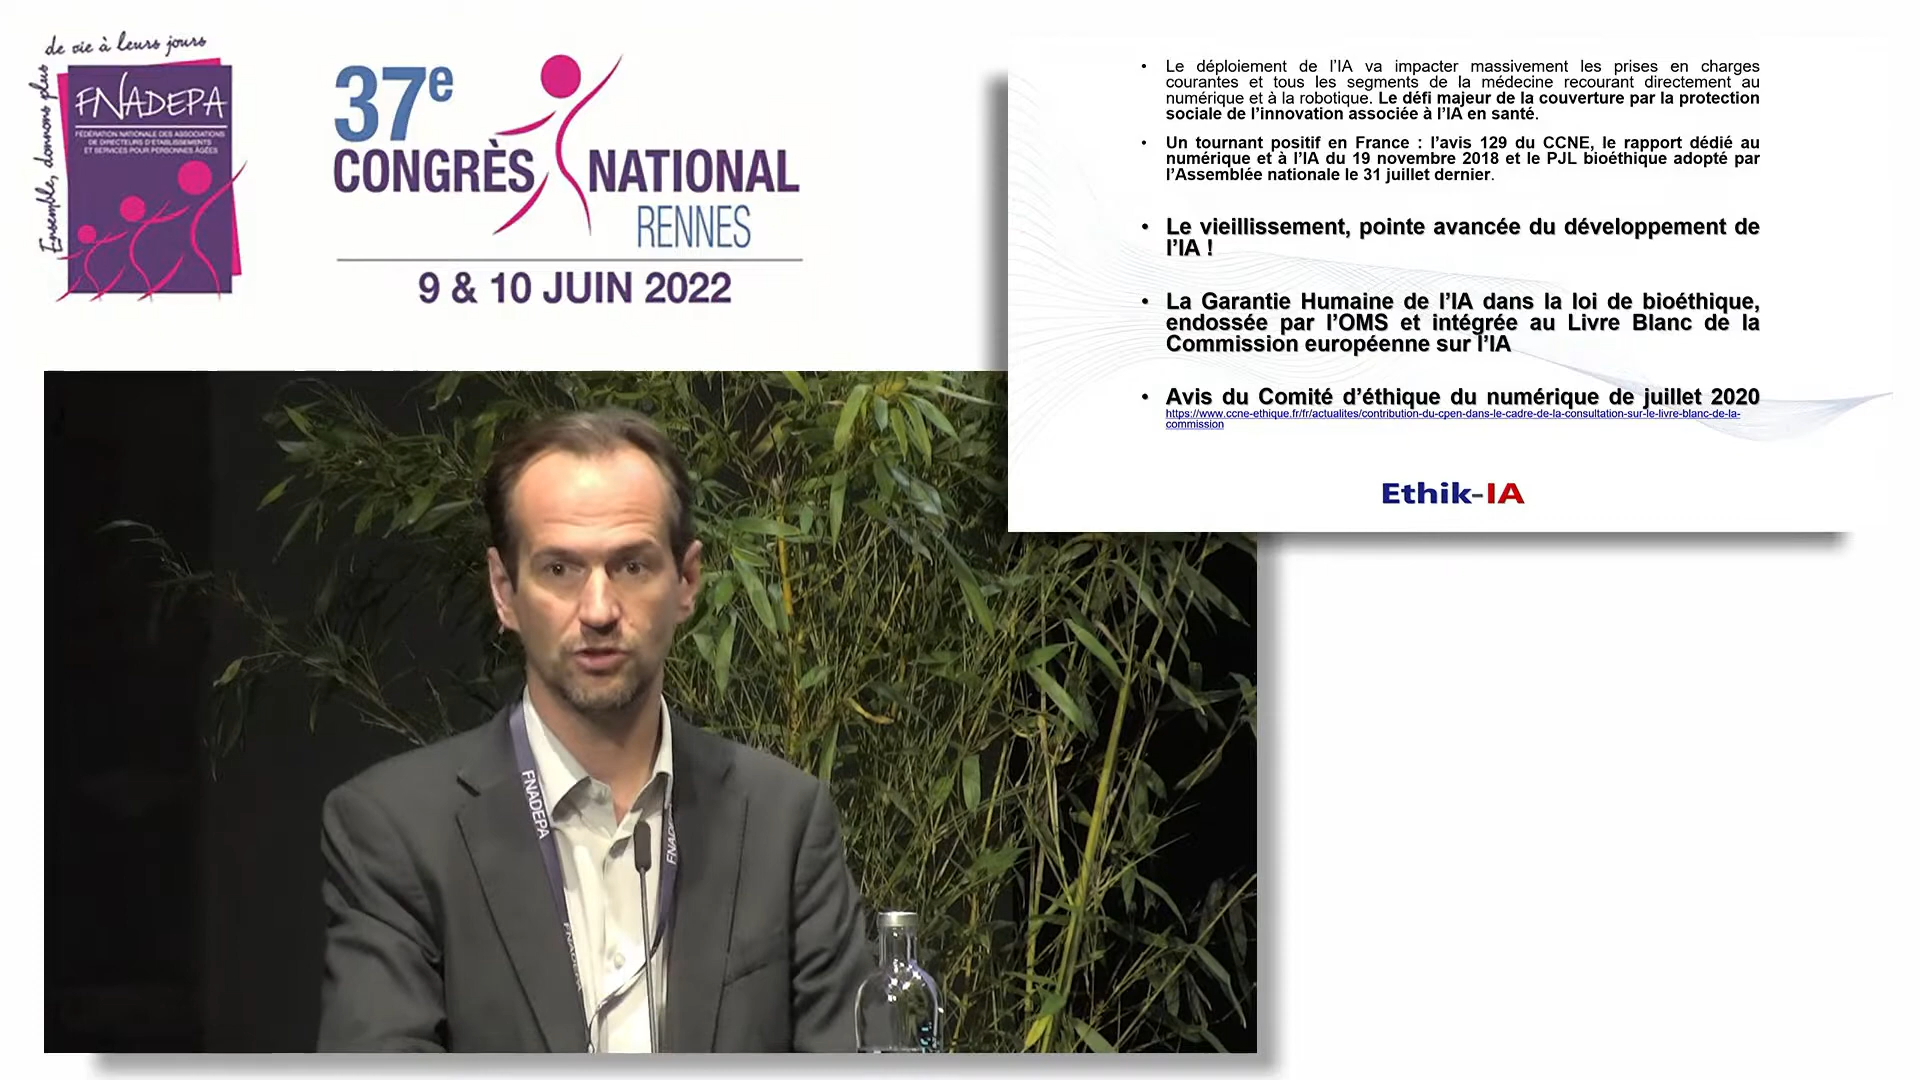 de vie à leurs jours
Ensemble, donnons plus
FNADEPA
FÉDÉRATION NATIONALE DES ASSOCIATIONS
DE DIRECTEURS D'ÉTABLISSEMENTS
ET SERVICES POUR PERSONNES ÂGÉES
37e
CONGRÈS NATIONAL
RENNES
9 & 10 JUIN 2022
• Le déploiement de l’IA va impacter massivement les prises en charges
courantes et tous les segments de la médecine recourant directement au
numérique et à la robotique. Le défi majeur de la couverture par la protection
sociale de l’innovation associée à l’IA en santé.
• Un tournant positif en France : l’avis 129 du CCNE, le rapport dédié au
numérique et à l’IA du 19 novembre 2018 et le PJL bioéthique adopté par
l’Assemblée nationale le 31 juillet dernier.
• Le vieillissement, pointe avancée du développement de
l’IA !
• La Garantie Humaine de l’IA dans la loi de bioéthique,
endossée par l’OMS et intégrée au Livre Blanc de la
Commission européenne sur l’IA
• Avis du Comité d’éthique du numérique de juillet 2020
https://www.ccne-ethique.fr/fr/actualites/contribution-du-cpen-dans-le-cadre-de-la-consultation-sur-le-livre-blanc-de-la-
commission
Ethik-IA
FNADEPA
FNADEPA